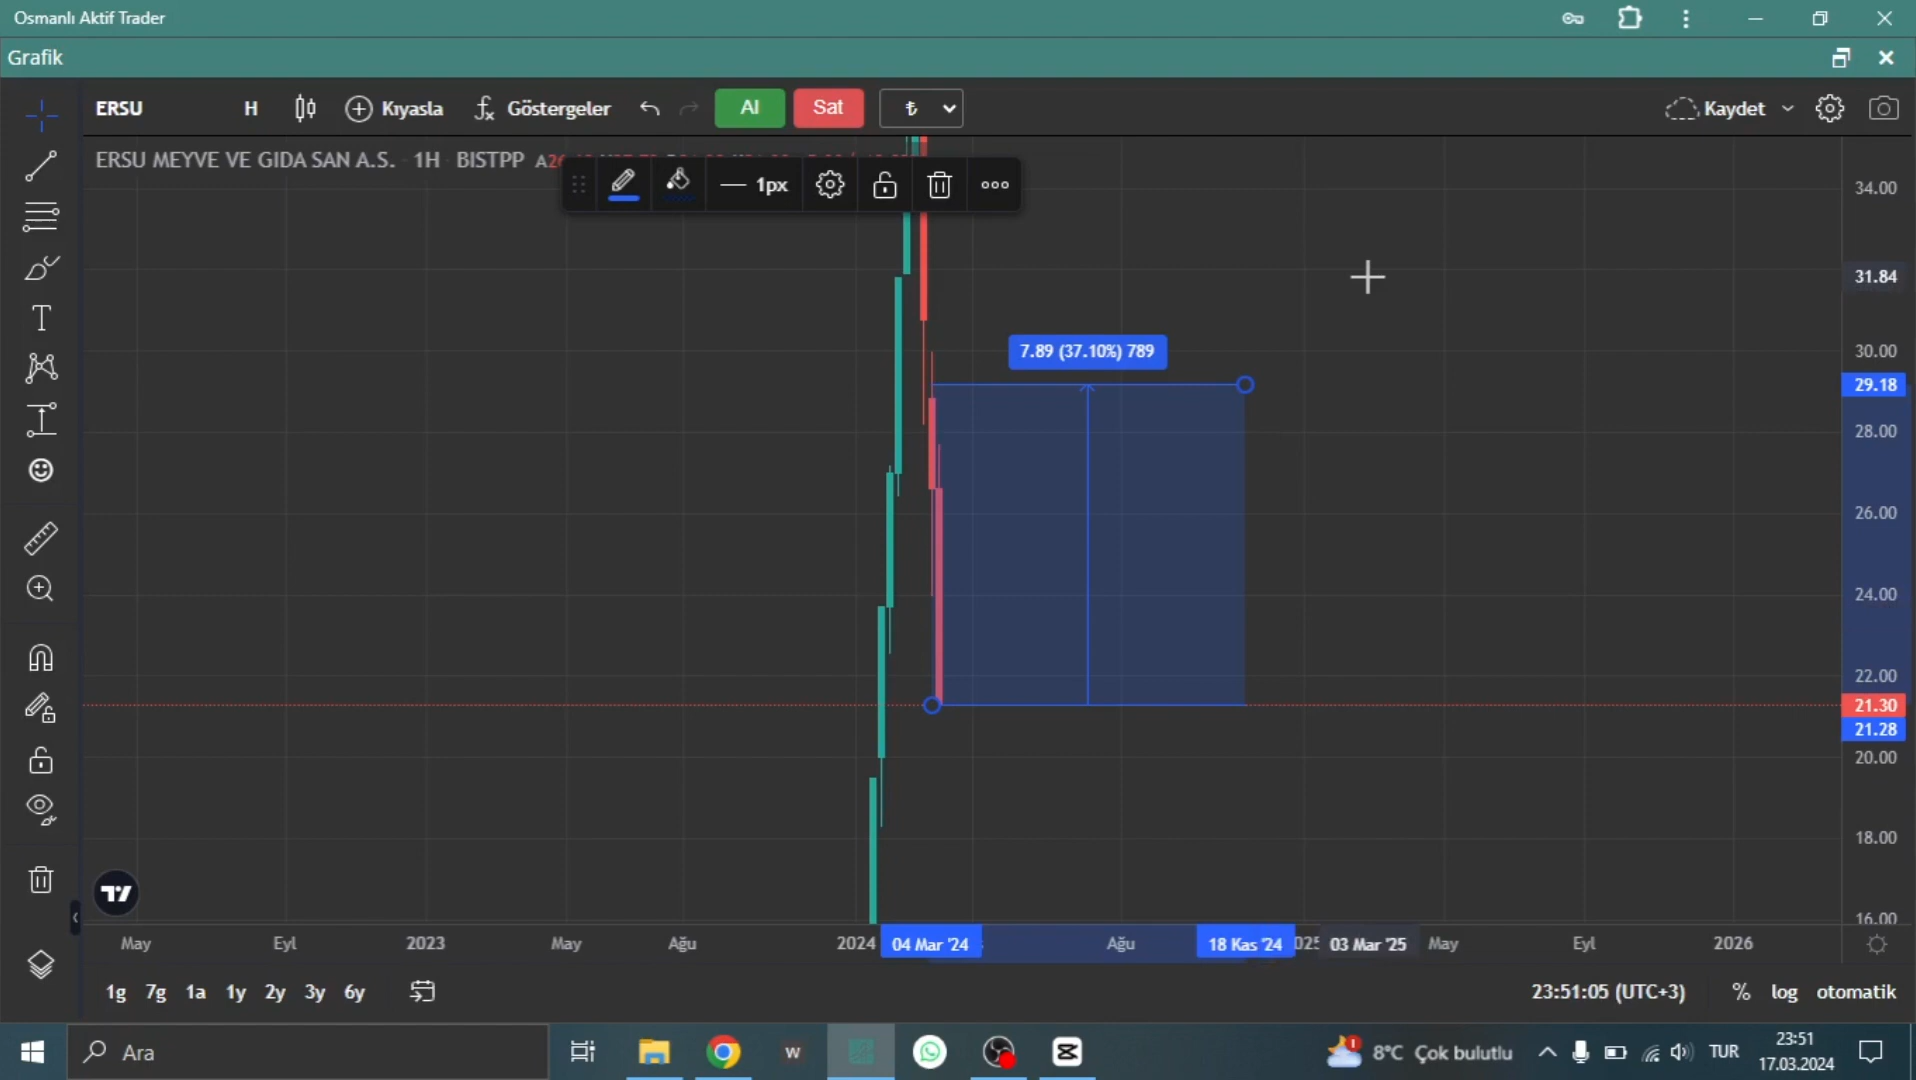 Osmanlı Aktif Trader
Grafik
ERSU H Kıyasla Göstergeler Al Sat ₺ Kaydet
ERSU MEYVE VE GIDA SAN A.S. 1H BISTPP
1px
34.00
31.84
7.89 (37.10%) 789
30.00
29.18
28.00
26.00
24.00
22.00
21.30
21.28
20.00
18.00
16.00
May Eyl 2023 May Ağu 2024 04 Mar '24 Ağu 18 Kas '24 03 Mar '25 May Eyl 2026
1g 7g 1a 1y 2y 3y 6y 23:51:05 (UTC+3) % log otomatik
Ara 8°C Çok bulutlu TUR 23:51
17.03.2024